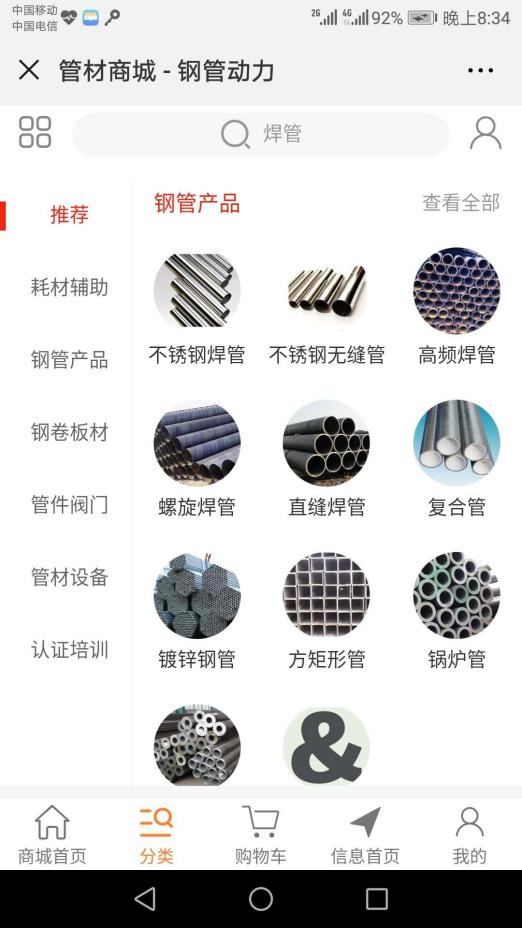 中国移动
中国电信
2G 4G 92% 晚上8:34
管材商城 - 钢管动力
焊管
推荐
耗材辅助
钢管产品
钢卷板材
管件阀门
管材设备
认证培训
钢管产品 查看全部
不锈钢焊管 不锈钢无缝管 高频焊管
螺旋焊管 直缝焊管 复合管
镀锌钢管 方矩形管 锅炉管
&
商城首页 分类 购物车 信息首页 我的